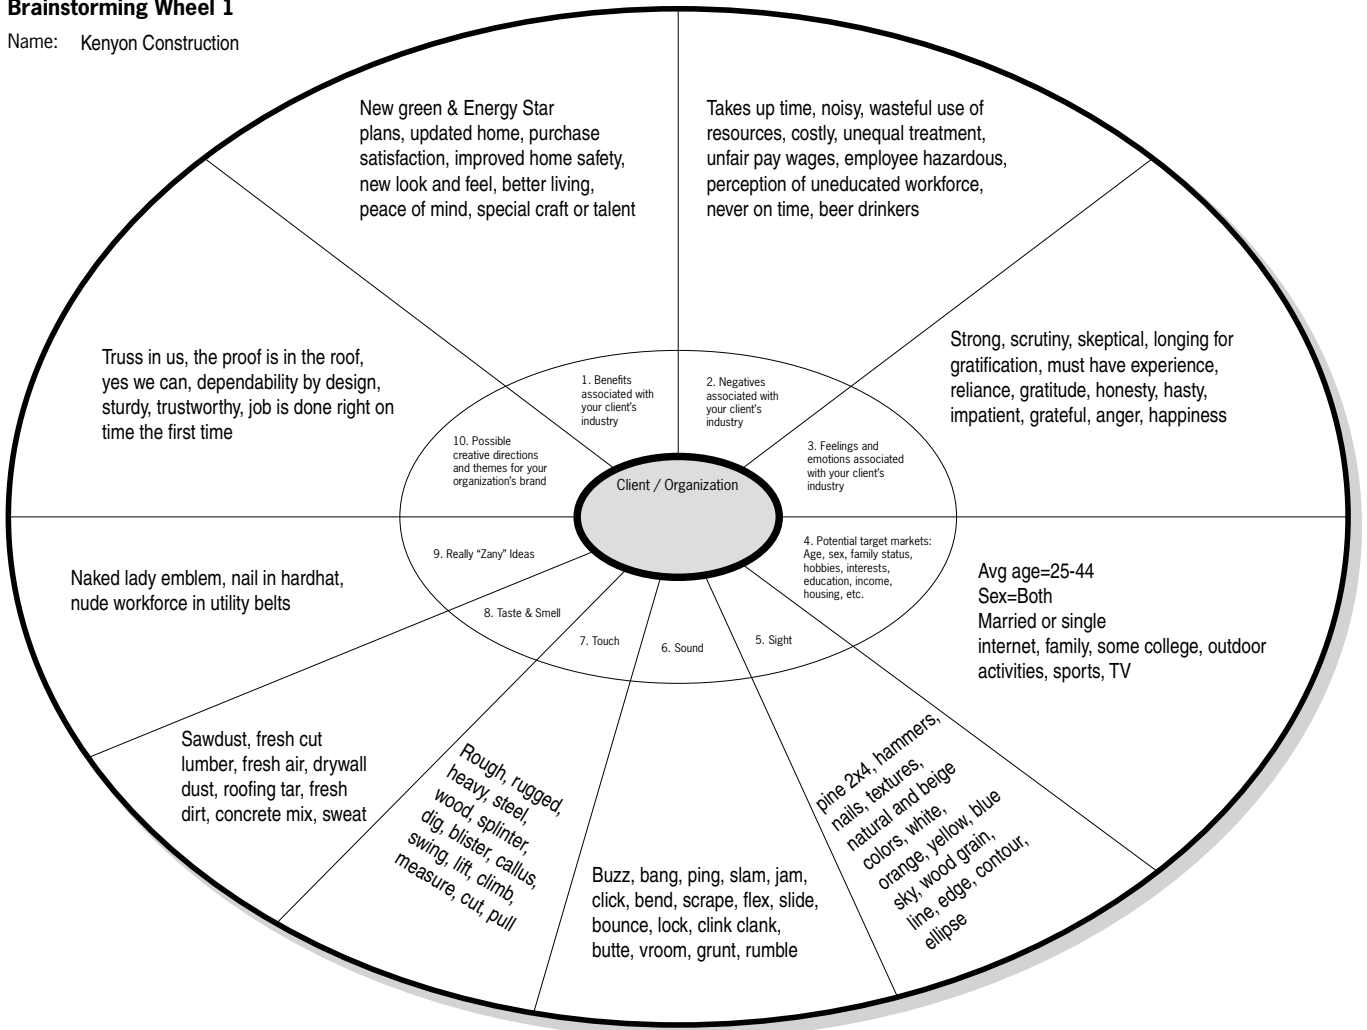 Brainstorming Wheel 1
Name: Kenyon Construction
New green & Energy Star
plans, updated home, purchase
satisfaction, improved home safety,
new look and feel, better living,
peace of mind, special craft or talent
Takes up time, noisy, wasteful use of
resources, costly, unequal treatment,
unfair pay wages, employee hazardous,
perception of uneducated workforce,
never on time, beer drinkers
Strong, scrutiny, skeptical, longing for
gratification, must have experience,
reliance, gratitude, honesty, hasty,
impatient, grateful, anger, happiness
Truss in us, the proof is in the roof,
yes we can, dependability by design,
sturdy, trustworthy, job is done right on
time the first time
1. Benefits
associated with
your client's
industry
2. Negatives
associated with
your client's
industry
3. Feelings and
emotions associated
with your client's
industry
10. Possible
creative directions
and themes for your
organization's brand
Client / Organization
4. Potential target markets:
Age, sex, family status,
hobbies, interests,
education, income,
housing, etc.
9. Really “Zany” Ideas
8. Taste & Smell
7. Touch
6. Sound
5. Sight
Naked lady emblem, nail in hardhat,
nude workforce in utility belts
Avg age=25-44
Sex=Both
Married or single
internet, family, some college, outdoor
activities, sports, TV
Sawdust, fresh cut
lumber, fresh air, drywall
dust, roofing tar, fresh
dirt, concrete mix, sweat
Rough, rugged,
heavy, steel,
wood, splinter,
dig, blister, callus,
swing, lift, climb,
measure, cut, pull
Buzz, bang, ping, slam, jam,
click, bend, scrape, flex, slide,
bounce, lock, clink clank,
butte, vroom, grunt, rumble
pine 2x4, hammers,
nails, textures,
natural and beige
colors, white,
orange, yellow, blue
sky, wood grain,
line, edge, contour,
ellipse